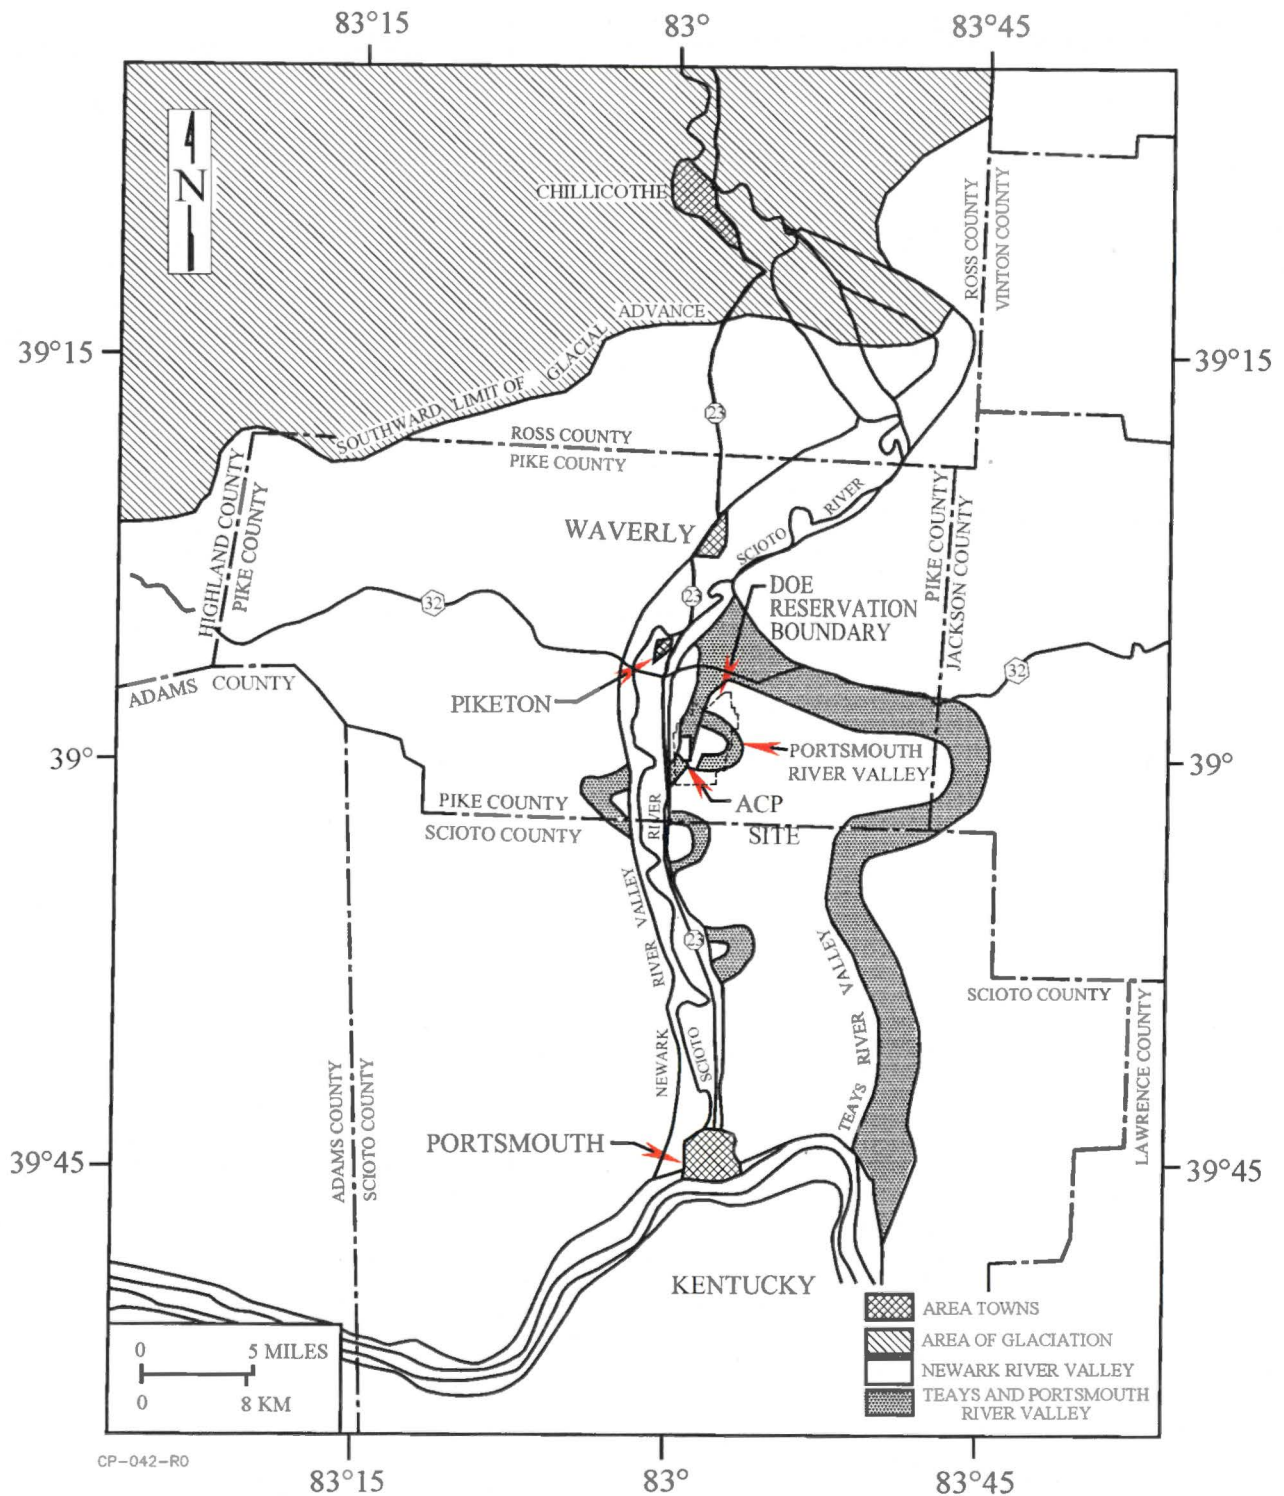 83°15
83°
83°45
N
CHILLICOTHE
ROSS COUNTY
VINTON COUNTY
SOUTHWARD LIMIT OF GLACIAL ADVANCE
39°15
39°15
23
ROSS COUNTY
PIKE COUNTY
HIGHLAND COUNTY
PIKE COUNTY
WAVERLY
SCIOTO RIVER
PIKE COUNTY
JACKSON COUNTY
23
32
DOE
RESERVATION
BOUNDARY
ADAMS COUNTY
32
PIKETON
39°
PORTSMOUTH
RIVER VALLEY
39°
ACP
SITE
PIKE COUNTY
SCIOTO COUNTY
RIVER
23
NEWARK RIVER VALLEY
SCIOTO
TEAYS RIVER VALLEY
SCIOTO COUNTY
LAWRENCE COUNTY
ADAMS COUNTY
SCIOTO COUNTY
PORTSMOUTH
39°45
39°45
KENTUCKY
AREA TOWNS
AREA OF GLACIATION
NEWARK RIVER VALLEY
TEAYS AND PORTSMOUTH
RIVER VALLEY
0 5 MILES
0 8 KM
CP-042-R0
83°15
83°
83°45